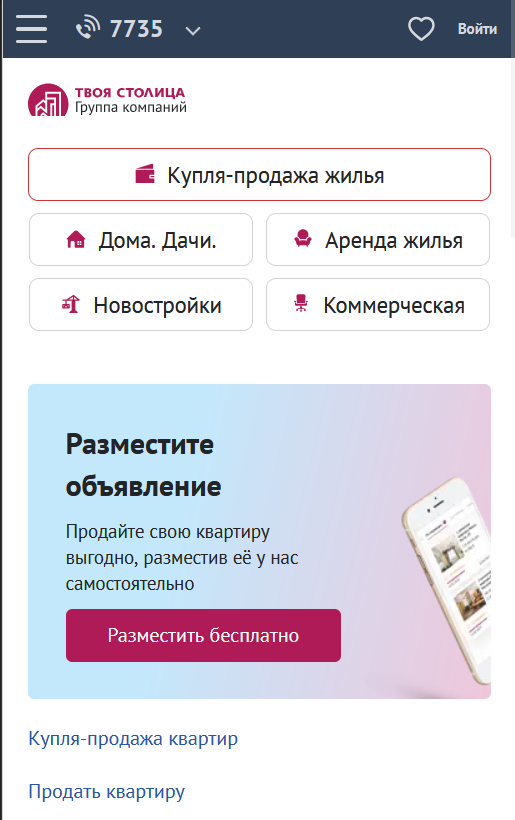 7735
Войти
ТВОЯ СТОЛИЦА
Группа компаний
Купля-продажа жилья
Дома. Дачи.
Аренда жилья
Новостройки
Коммерческая
Разместите
объявление
Продайте свою квартиру
выгодно, разместив её у нас
самостоятельно
Разместить бесплатно
Купля-продажа квартир
Продать квартиру